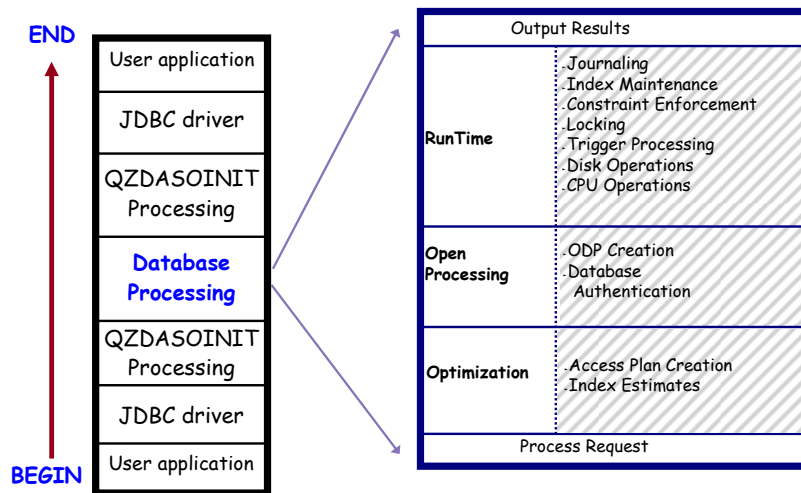 END
User application
JDBC driver
QZDASOINIT
Processing
Database
Processing
QZDASOINIT
Processing
JDBC driver
User application
BEGIN
Output Results
RunTime
.Journaling
.Index Maintenance
.Constraint Enforcement
.Locking
.Trigger Processing
.Disk Operations
.CPU Operations
Open
Processing
.ODP Creation
.Database
Authentication
Optimization
.Access Plan Creation
.Index Estimates
Process Request